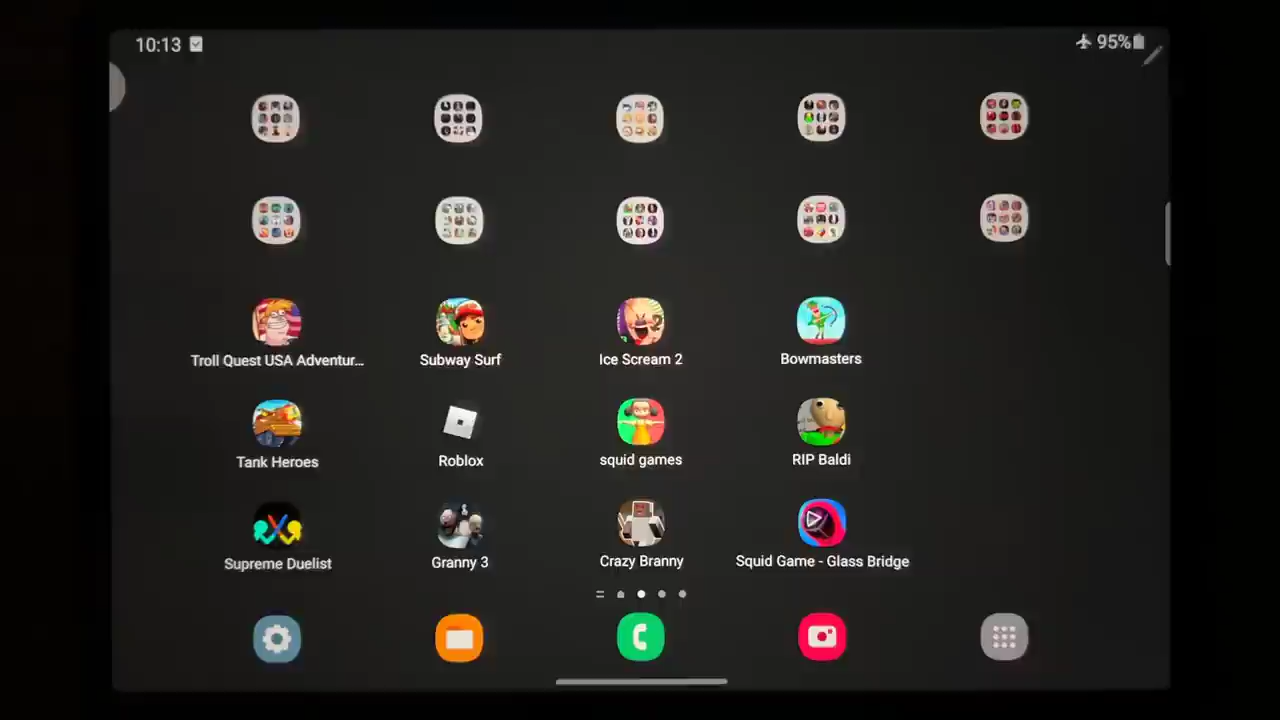 10:13
95%
Troll Quest USA Adventur...
Subway Surf
Ice Scream 2
Bowmasters
Tank Heroes
Roblox
squid games
RIP Baldi
Supreme Duelist
Granny 3
Crazy Branny
Squid Game - Glass Bridge